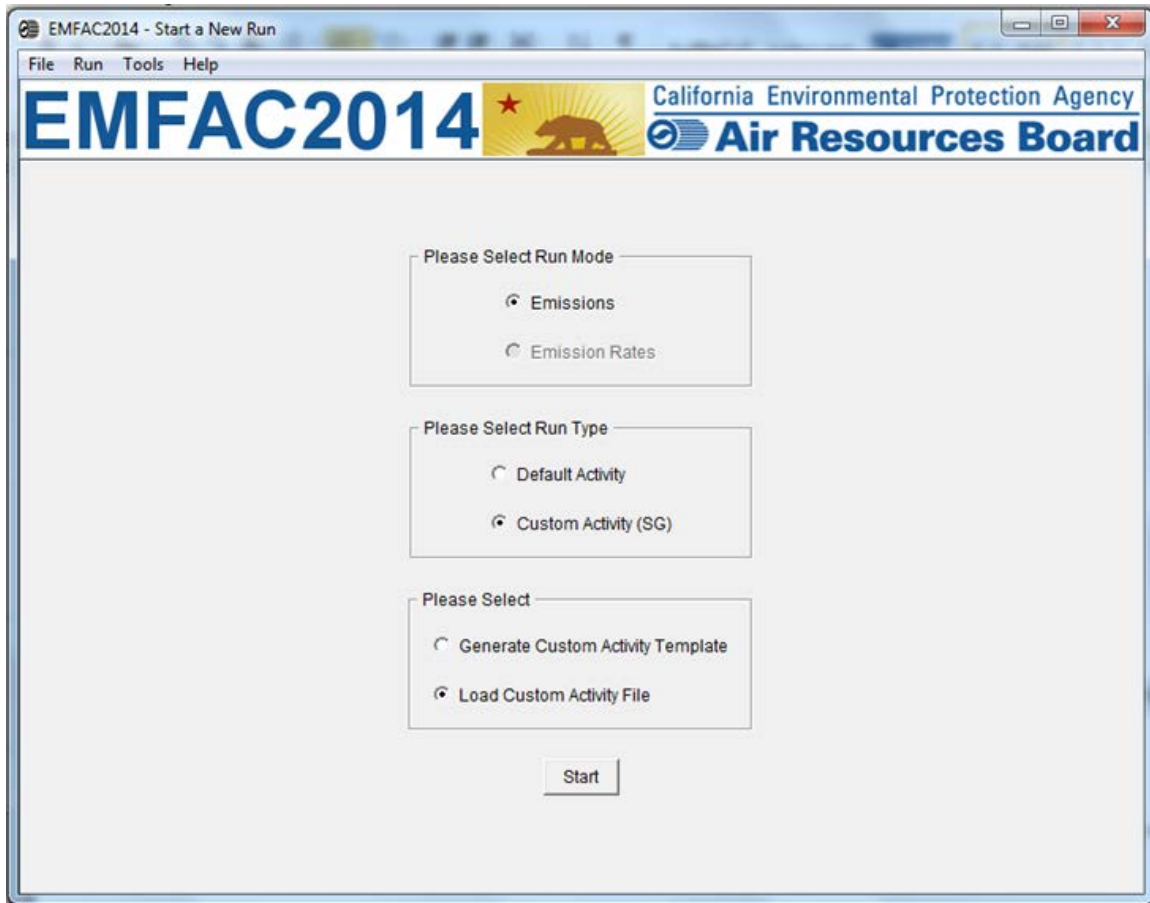 EMFAC2014 - Start a New Run
File Run Tools Help
EMFAC2014
California Environmental Protection Agency
Air Resources Board
Please Select Run Mode
Emissions
Emission Rates
Please Select Run Type
Default Activity
Custom Activity (SG)
Please Select
Generate Custom Activity Template
Load Custom Activity File
Start